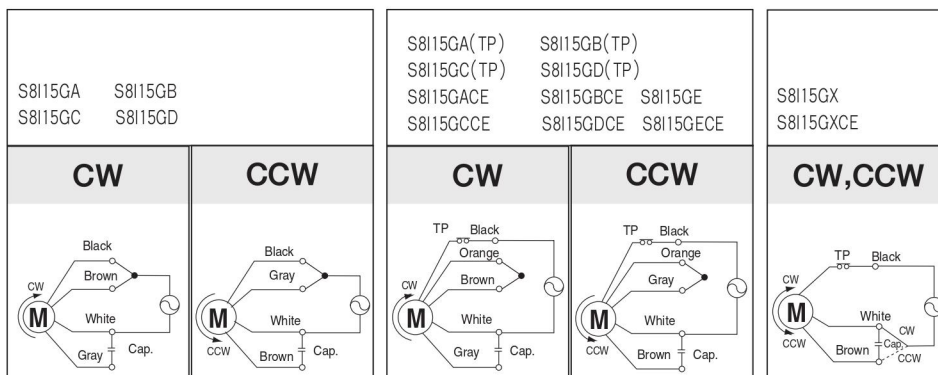 S8I15GA S8I15GB
S8I15GC S8I15GD
CW CCW
Black
Brown
CW
M
White
Gray Cap.
Black
Gray
M
White
CCW
Brown Cap.
S8I15GA(TP) S8I15GB(TP)
S8I15GC(TP) S8I15GD(TP)
S8I15GACE S8I15GBCE S8I15GE
S8I15GCCE S8I15GDCE S8I15GECE
CW CCW
TP Black
Orange
CW
Brown
M
White
Gray Cap.
TP Black
Orange
Gray
M
White
CCW
Brown Cap.
S8I15GX
S8I15GXCE
CW,CCW
TP Black
CW
M
White
CW
Cap.
CCW
Brown
CCW